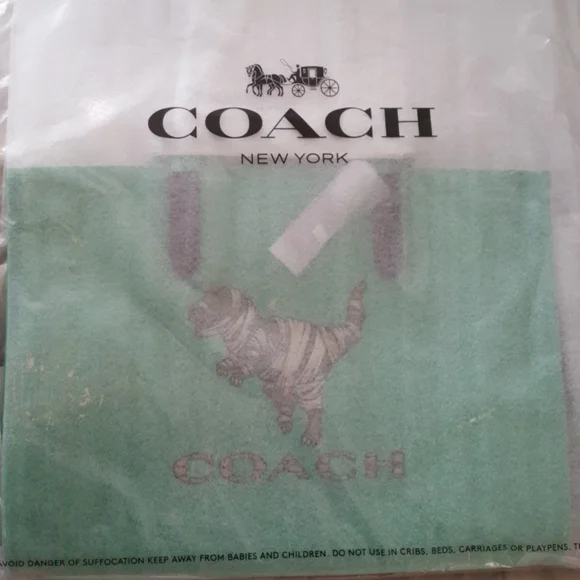 COACH
NEW YORK
COACH
AVOID DANGER OF SUFFOCATION KEEP AWAY FROM BABIES AND CHILDREN. DO NOT USE IN CRIBS, BEDS, CARRIAGES OR PLAYPENS.